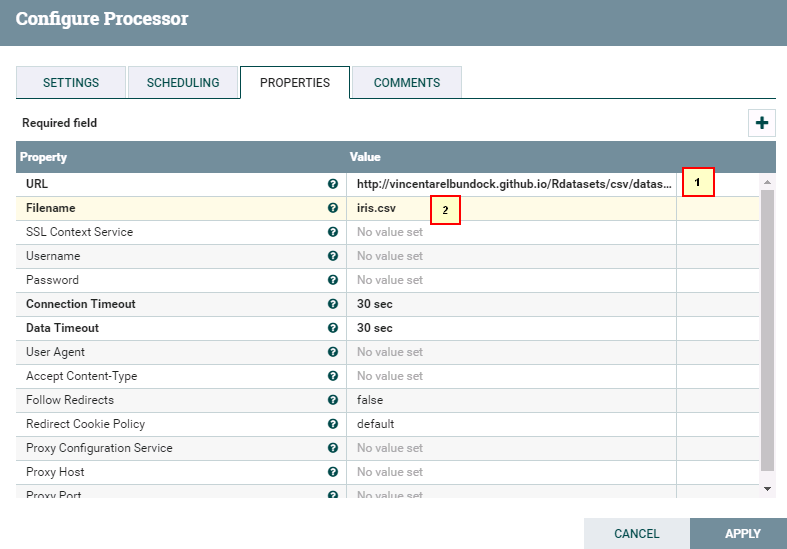 Configure Processor
SETTINGS SCHEDULING PROPERTIES COMMENTS
Required field
Property Value
URL http://vincentarelbundock.github.io/Rdatasets/csv/datas... 1
Filename iris.csv 2
SSL Context Service No value set
Username No value set
Password No value set
Connection Timeout 30 sec
Data Timeout 30 sec
User Agent No value set
Accept Content-Type No value set
Follow Redirects false
Redirect Cookie Policy default
Proxy Configuration Service No value set
Proxy Host No value set
Proxy Port No value set
CANCEL APPLY